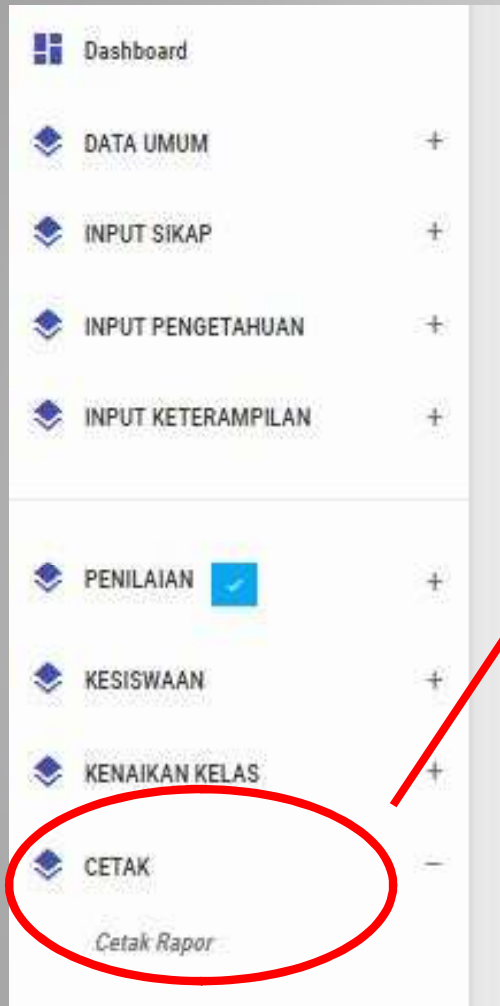 Dashboard
DATA UMUM +
INPUT SIKAP +
INPUT PENGETAHUAN +
INPUT KETERAMPILAN +
PENILAIAN +
KESISWAAN +
KENAIKAN KELAS +
CETAK −
Cetak Rapor